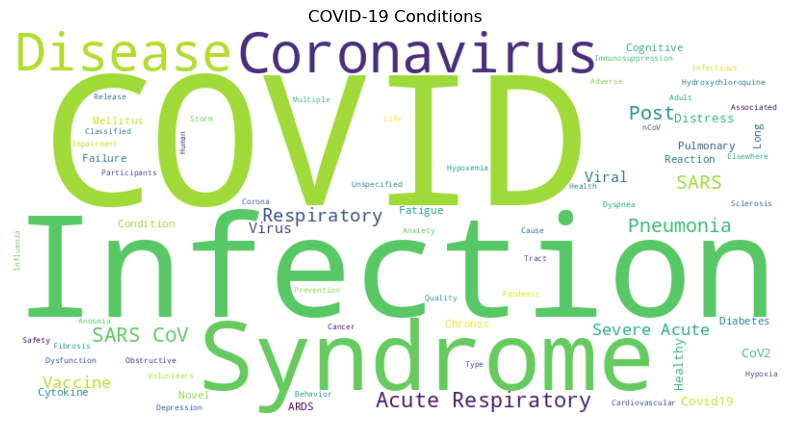 COVID-19 Conditions
Disease
Coronavirus
Cognitive
Immunosuppression
Infectious
COVID
Adverse
Hydroxychloroquine
Release
Multiple
Adult
Mellitus
Storm
Life
Post
Distress
Associated
Classified
Human
nCoV
Long
Impairment
Pulmonary
Failure
Reaction
Elsewhere
Participants
Hypoxemia
Viral
SARS
Unspecified
Health
Corona
Fatigue
Dyspnea
Sclerosis
Respiratory
Condition
Virus
Anxiety
Cause
Pneumonia
Influenza
Infection
Tract
Prevention
Quality
Pandemic
Anosmia
SARS CoV
Cancer
Chronic
Severe Acute
Diabetes
Safety
Fibrosis
Syndrome
Dysfunction
Obstructive
Type
Healthy
CoV2
Volunteers
Hypoxia
Vaccine
Cytokine
Novel
Behavior
Depression
ARDS
Acute Respiratory
Cardiovascular
Covid19